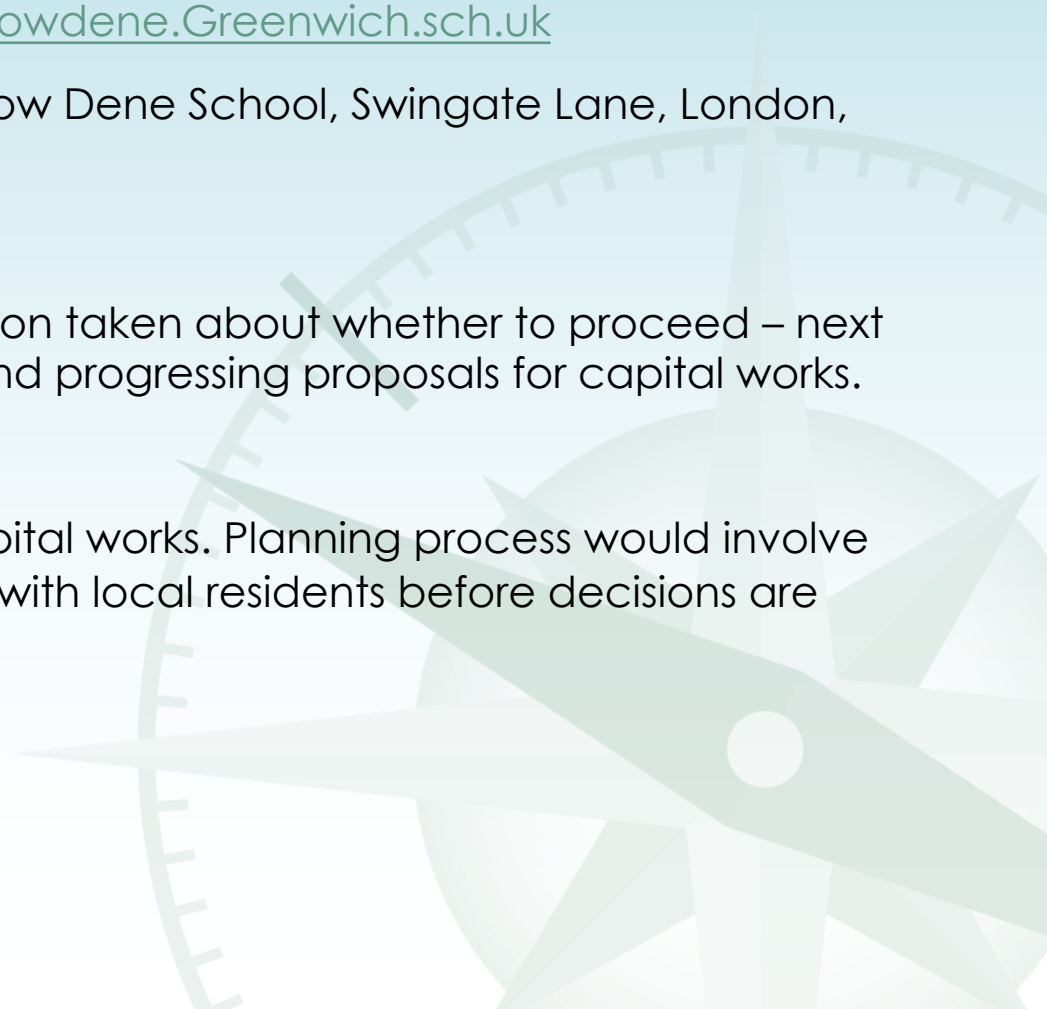 owdene.Greenwich.sch.uk
ow Dene School, Swingate Lane, London,
on taken about whether to proceed – next
nd progressing proposals for capital works.
pital works. Planning process would involve
with local residents before decisions are